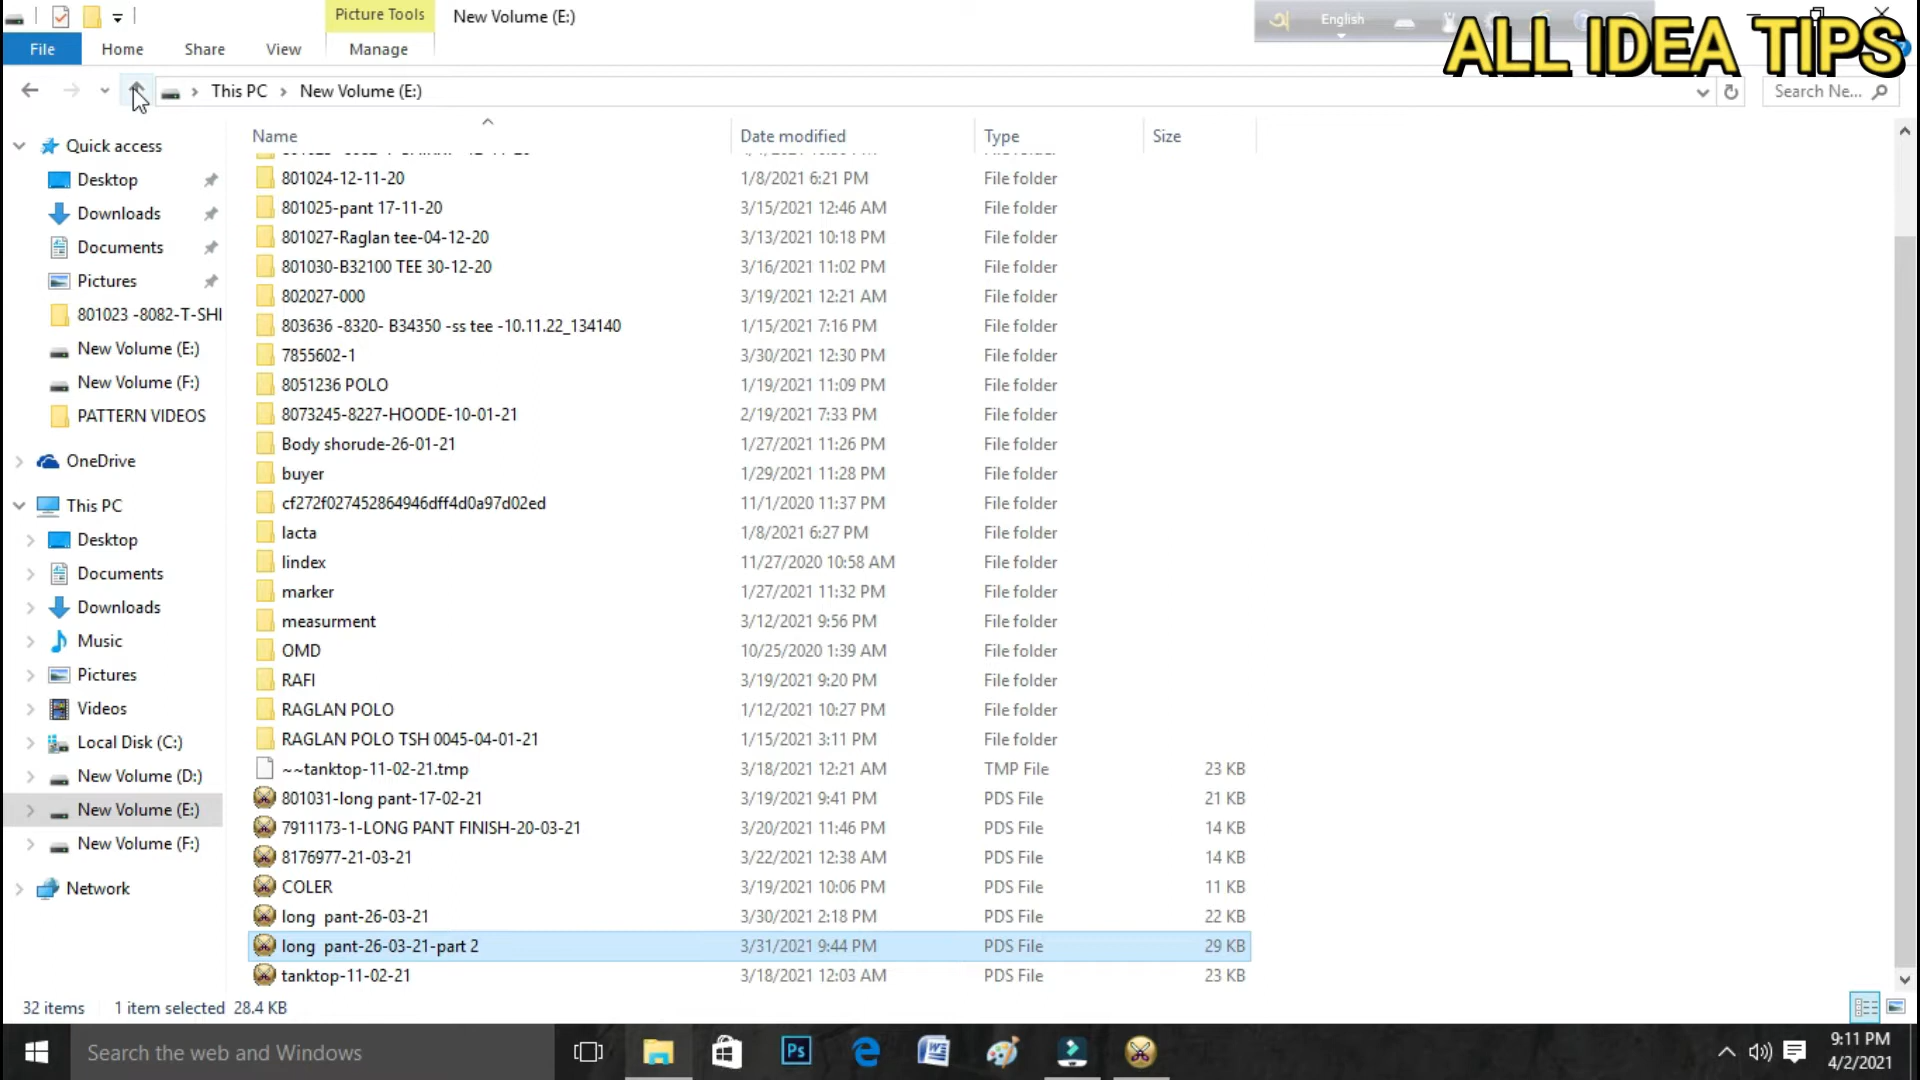 Picture Tools
New Volume (E:)
English
ALL IDEA TIPS
File
Home
Share
View
Manage
This PC
New Volume (E:)
Search Ne...
Name
Date modified
Type
Size
Quick access
Desktop
Downloads
Documents
Pictures
801023 -8082-T-SHI
New Volume (E:)
New Volume (F:)
PATTERN VIDEOS
OneDrive
This PC
Desktop
Documents
Downloads
Music
Pictures
Videos
Local Disk (C:)
New Volume (D:)
New Volume (E:)
New Volume (F:)
Network
801024-12-11-20 1/8/2021 6:21 PM File folder
801025-pant 17-11-20 3/15/2021 12:46 AM File folder
801027-Raglan tee-04-12-20 3/13/2021 10:18 PM File folder
801030-B32100 TEE 30-12-20 3/16/2021 11:02 PM File folder
802027-000 3/19/2021 12:21 AM File folder
803636 -8320- B34350 -ss tee -10.11.22_134140 1/15/2021 7:16 PM File folder
7855602-1 3/30/2021 12:30 PM File folder
8051236 POLO 1/19/2021 11:09 PM File folder
8073245-8227-HOODE-10-01-21 2/19/2021 7:33 PM File folder
Body shorude-26-01-21 1/27/2021 11:26 PM File folder
buyer 1/29/2021 11:28 PM File folder
cf272f027452864946dff4d0a97d02ed 11/1/2020 11:37 PM File folder
lacta 1/8/2021 6:27 PM File folder
lindex 11/27/2020 10:58 AM File folder
marker 1/27/2021 11:32 PM File folder
measurment 3/12/2021 9:56 PM File folder
OMD 10/25/2020 1:39 AM File folder
RAFI 3/19/2021 9:20 PM File folder
RAGLAN POLO 1/12/2021 10:27 PM File folder
RAGLAN POLO TSH 0045-04-01-21 1/15/2021 3:11 PM File folder
~~tanktop-11-02-21.tmp 3/18/2021 12:21 AM TMP File 23 KB
801031-long pant-17-02-21 3/19/2021 9:41 PM PDS File 21 KB
7911173-1-LONG PANT FINISH-20-03-21 3/20/2021 11:46 PM PDS File 14 KB
8176977-21-03-21 3/22/2021 12:38 AM PDS File 14 KB
COLER 3/19/2021 10:06 PM PDS File 11 KB
long  pant-26-03-21 3/30/2021 2:18 PM PDS File 22 KB
long  pant-26-03-21-part 2 3/31/2021 9:44 PM PDS File 29 KB
tanktop-11-02-21 3/18/2021 12:03 AM PDS File 23 KB
32 items 1 item selected 28.4 KB
Search the web and Windows
Ps
9:11 PM
4/2/2021